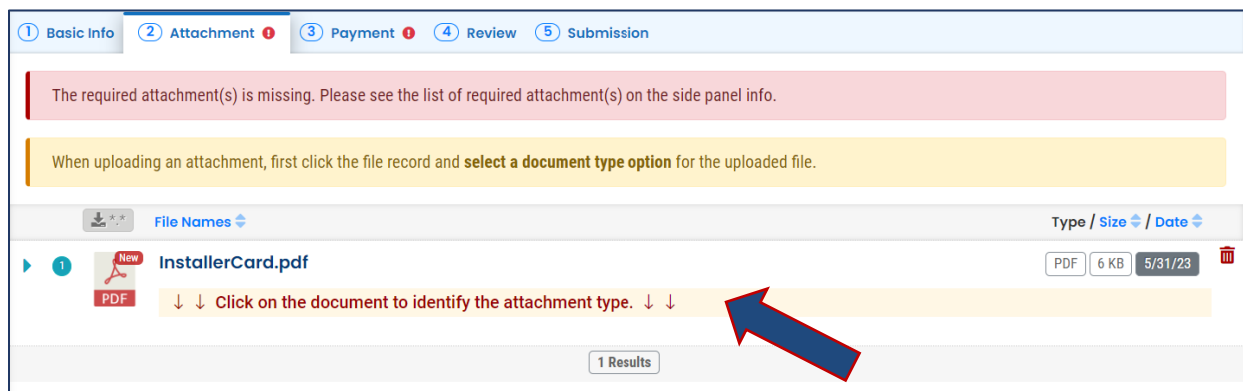 1 Basic Info 2 Attachment ! 3 Payment ! 4 Review 5 Submission
The required attachment(s) is missing. Please see the list of required attachment(s) on the side panel info.
When uploading an attachment, first click the file record and select a document type option for the uploaded file.
*.* File Names Type / Size / Date
1 New PDF InstallerCard.pdf PDF 6 KB 5/31/23
↓ ↓ Click on the document to identify the attachment type. ↓ ↓
1 Results